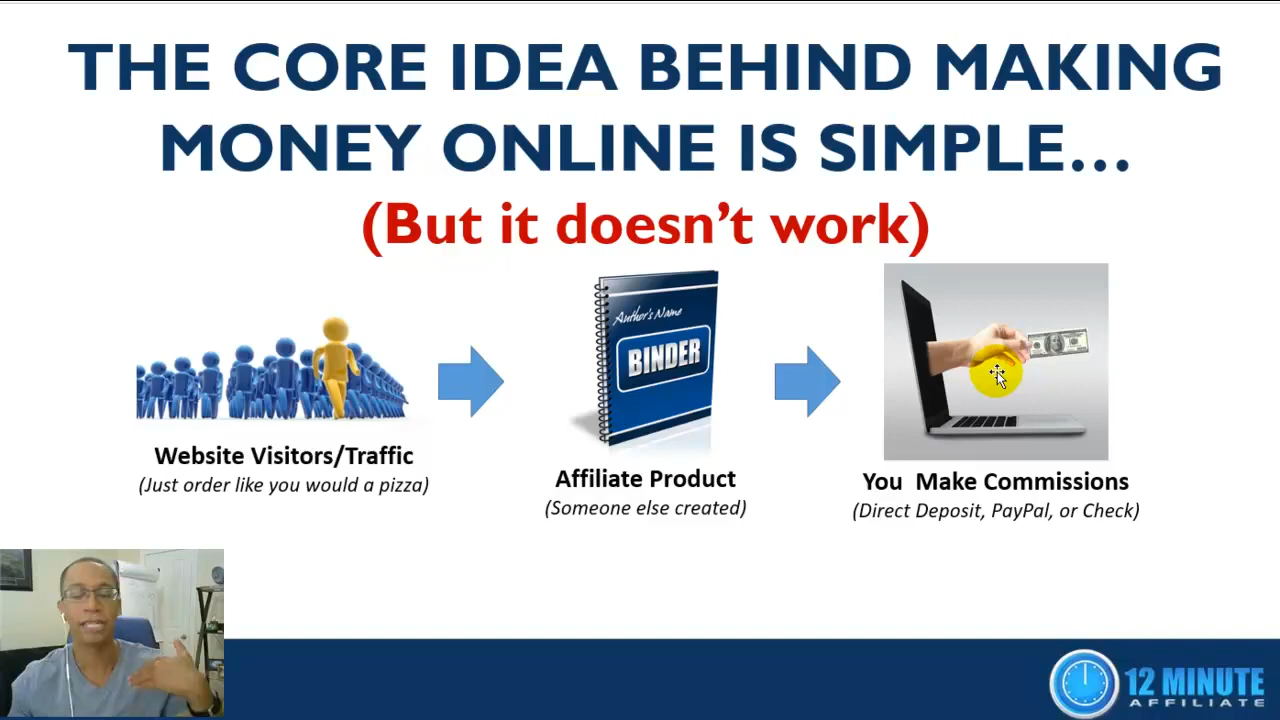 THE CORE IDEA BEHIND MAKING
MONEY ONLINE IS SIMPLE…
(But it doesn’t work)
Author's Name
BINDER
Website Visitors/Traffic
(Just order like you would a pizza)
Affiliate Product
(Someone else created)
You  Make Commissions
(Direct Deposit, PayPal, or Check)
12 MINUTE
AFFILIATE